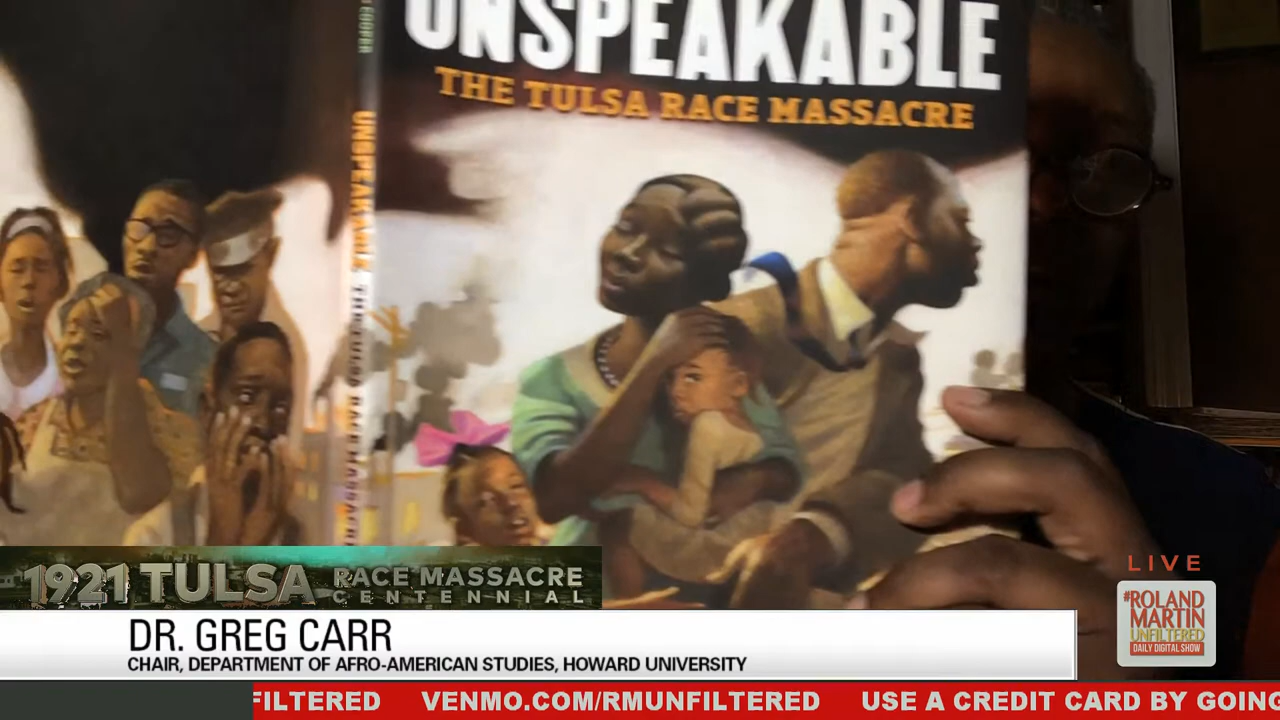 UNSPEAKABLE
THE TULSA RACE MASSACRE
COOPER
UNSPEAKABLE THE TULSA RACE MASSACRE
1921 TULSA RACE MASSACRE
CENTENNIAL
DR. GREG CARR
CHAIR, DEPARTMENT OF AFRO-AMERICAN STUDIES, HOWARD UNIVERSITY
LIVE
#ROLAND
MARTIN
UNFILTERED
DAILY DIGITAL SHOW
FILTERED VENMO.COM/RMUNFILTERED USE A CREDIT CARD BY GOING